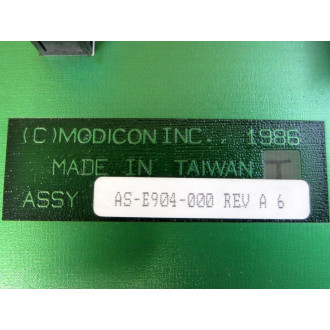 (C) MODICON INC., 1986
MADE IN TAIWAN T
ASSY AS-E904-000 REV A 6